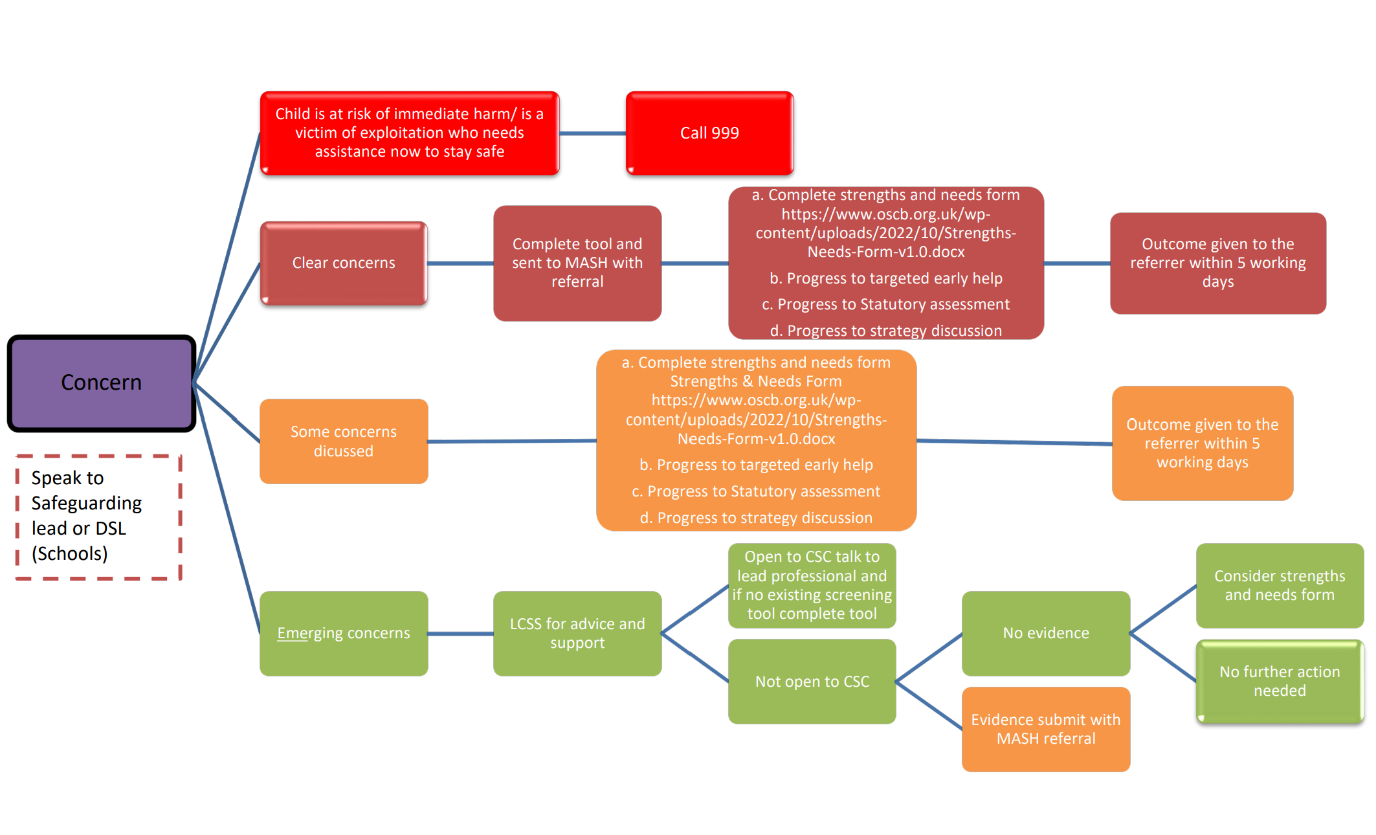 Child is at risk of immediate harm/ is a
victim of exploitation who needs
assistance now to stay safe
Call 999
Clear concerns
Complete tool and
sent to MASH with
referral
a. Complete strengths and needs form
https://www.oscb.org.uk/wp-
content/uploads/2022/10/Strengths-
Needs-Form-v1.0.docx
b. Progress to targeted early help
c. Progress to Statutory assessment
d. Progress to strategy discussion
Outcome given to the
referrer within 5 working
days
Concern
Speak to
Safeguarding
lead or DSL
(Schools)
Some concerns
dicussed
a. Complete strengths and needs form
Strengths & Needs Form
https://www.oscb.org.uk/wp-
content/uploads/2022/10/Strengths-
Needs-Form-v1.0.docx
b. Progress to targeted early help
c. Progress to Statutory assessment
d. Progress to strategy discussion
Outcome given to the
referrer within 5
working days
Emerging concerns
LCSS for advice and
support
Open to CSC talk to
lead professional and
if no existing screening
tool complete tool
Not open to CSC
No evidence
Evidence submit with
MASH referral
Consider strengths
and needs form
No further action
needed